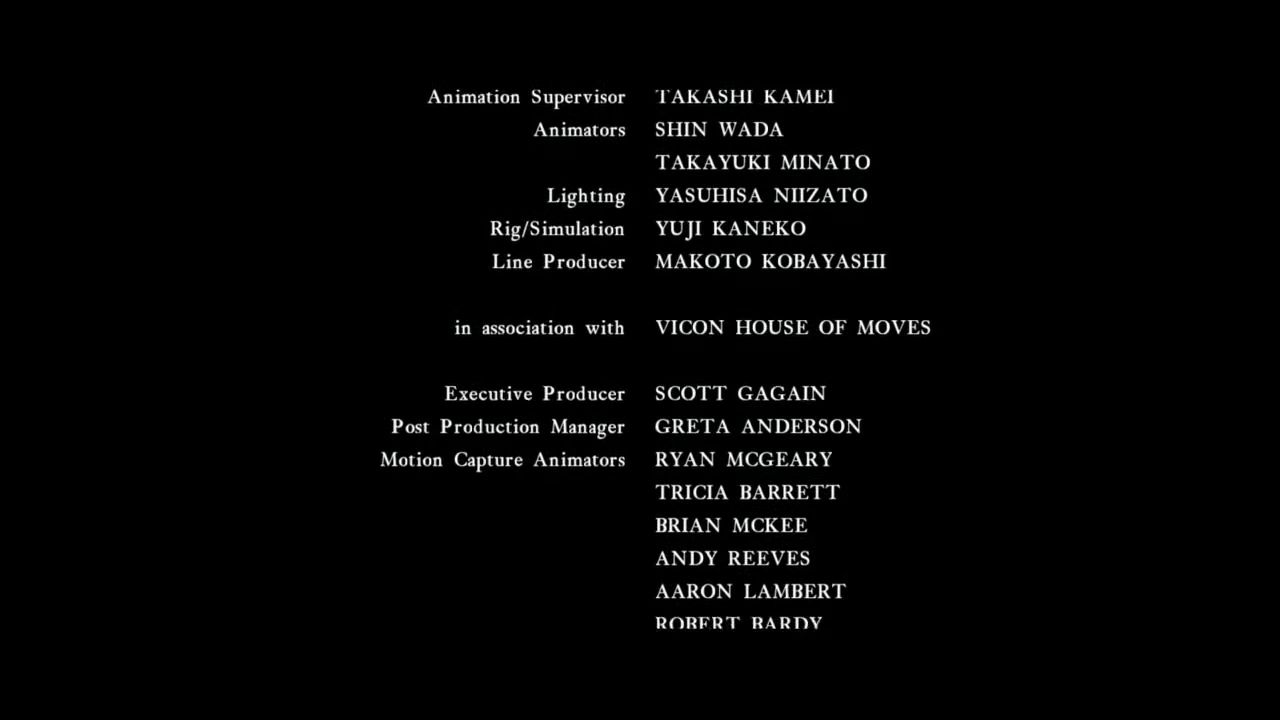 Animation Supervisor TAKASHI KAMEI
Animators SHIN WADA
TAKAYUKI MINATO
Lighting YASUHISA NIIZATO
Rig/Simulation YUJI KANEKO
Line Producer MAKOTO KOBAYASHI
in association with VICON HOUSE OF MOVES
Executive Producer SCOTT GAGAIN
Post Production Manager GRETA ANDERSON
Motion Capture Animators RYAN MCGEARY
TRICIA BARRETT
BRIAN MCKEE
ANDY REEVES
AARON LAMBERT
ROBERT BARDY